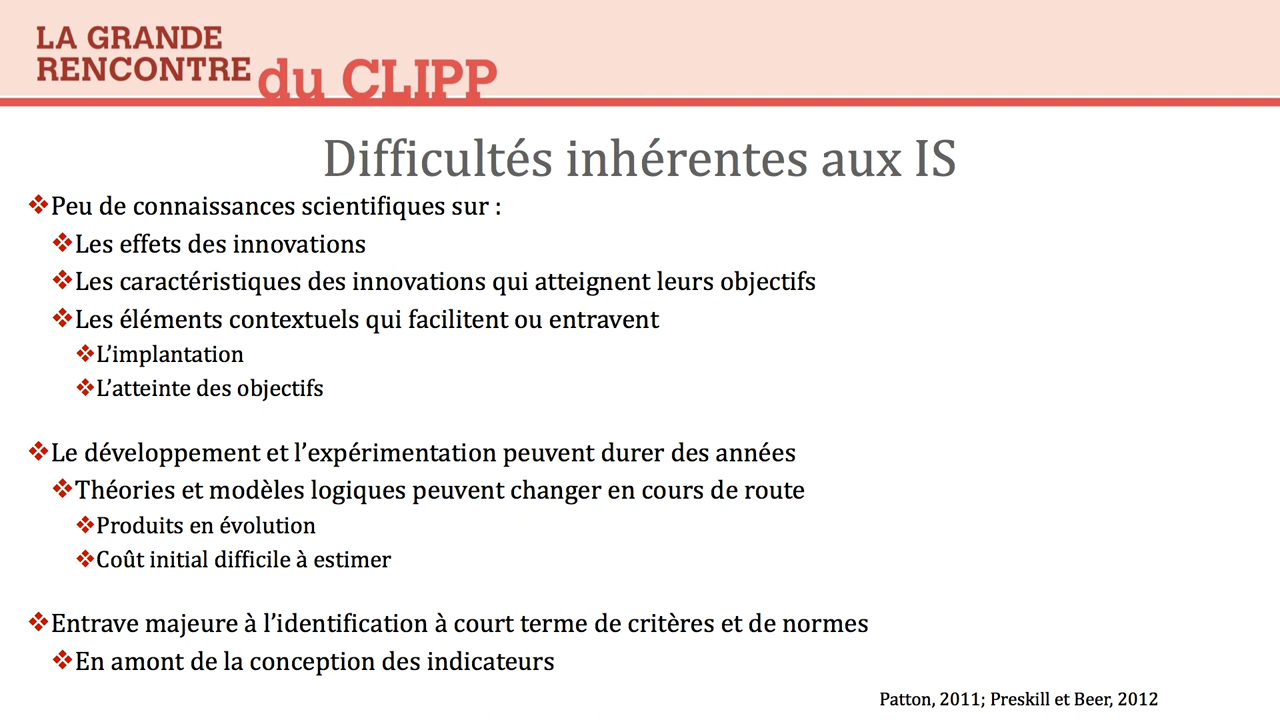 LA GRANDE
RENCONTRE du CLIPP
Difficultés inhérentes aux IS
❖Peu de connaissances scientifiques sur :
❖Les effets des innovations
❖Les caractéristiques des innovations qui atteignent leurs objectifs
❖Les éléments contextuels qui facilitent ou entravent
❖L’implantation
❖L’atteinte des objectifs
❖Le développement et l’expérimentation peuvent durer des années
❖Théories et modèles logiques peuvent changer en cours de route
❖Produits en évolution
❖Coût initial difficile à estimer
❖Entrave majeure à l’identification à court terme de critères et de normes
❖En amont de la conception des indicateurs
Patton, 2011; Preskill et Beer, 2012